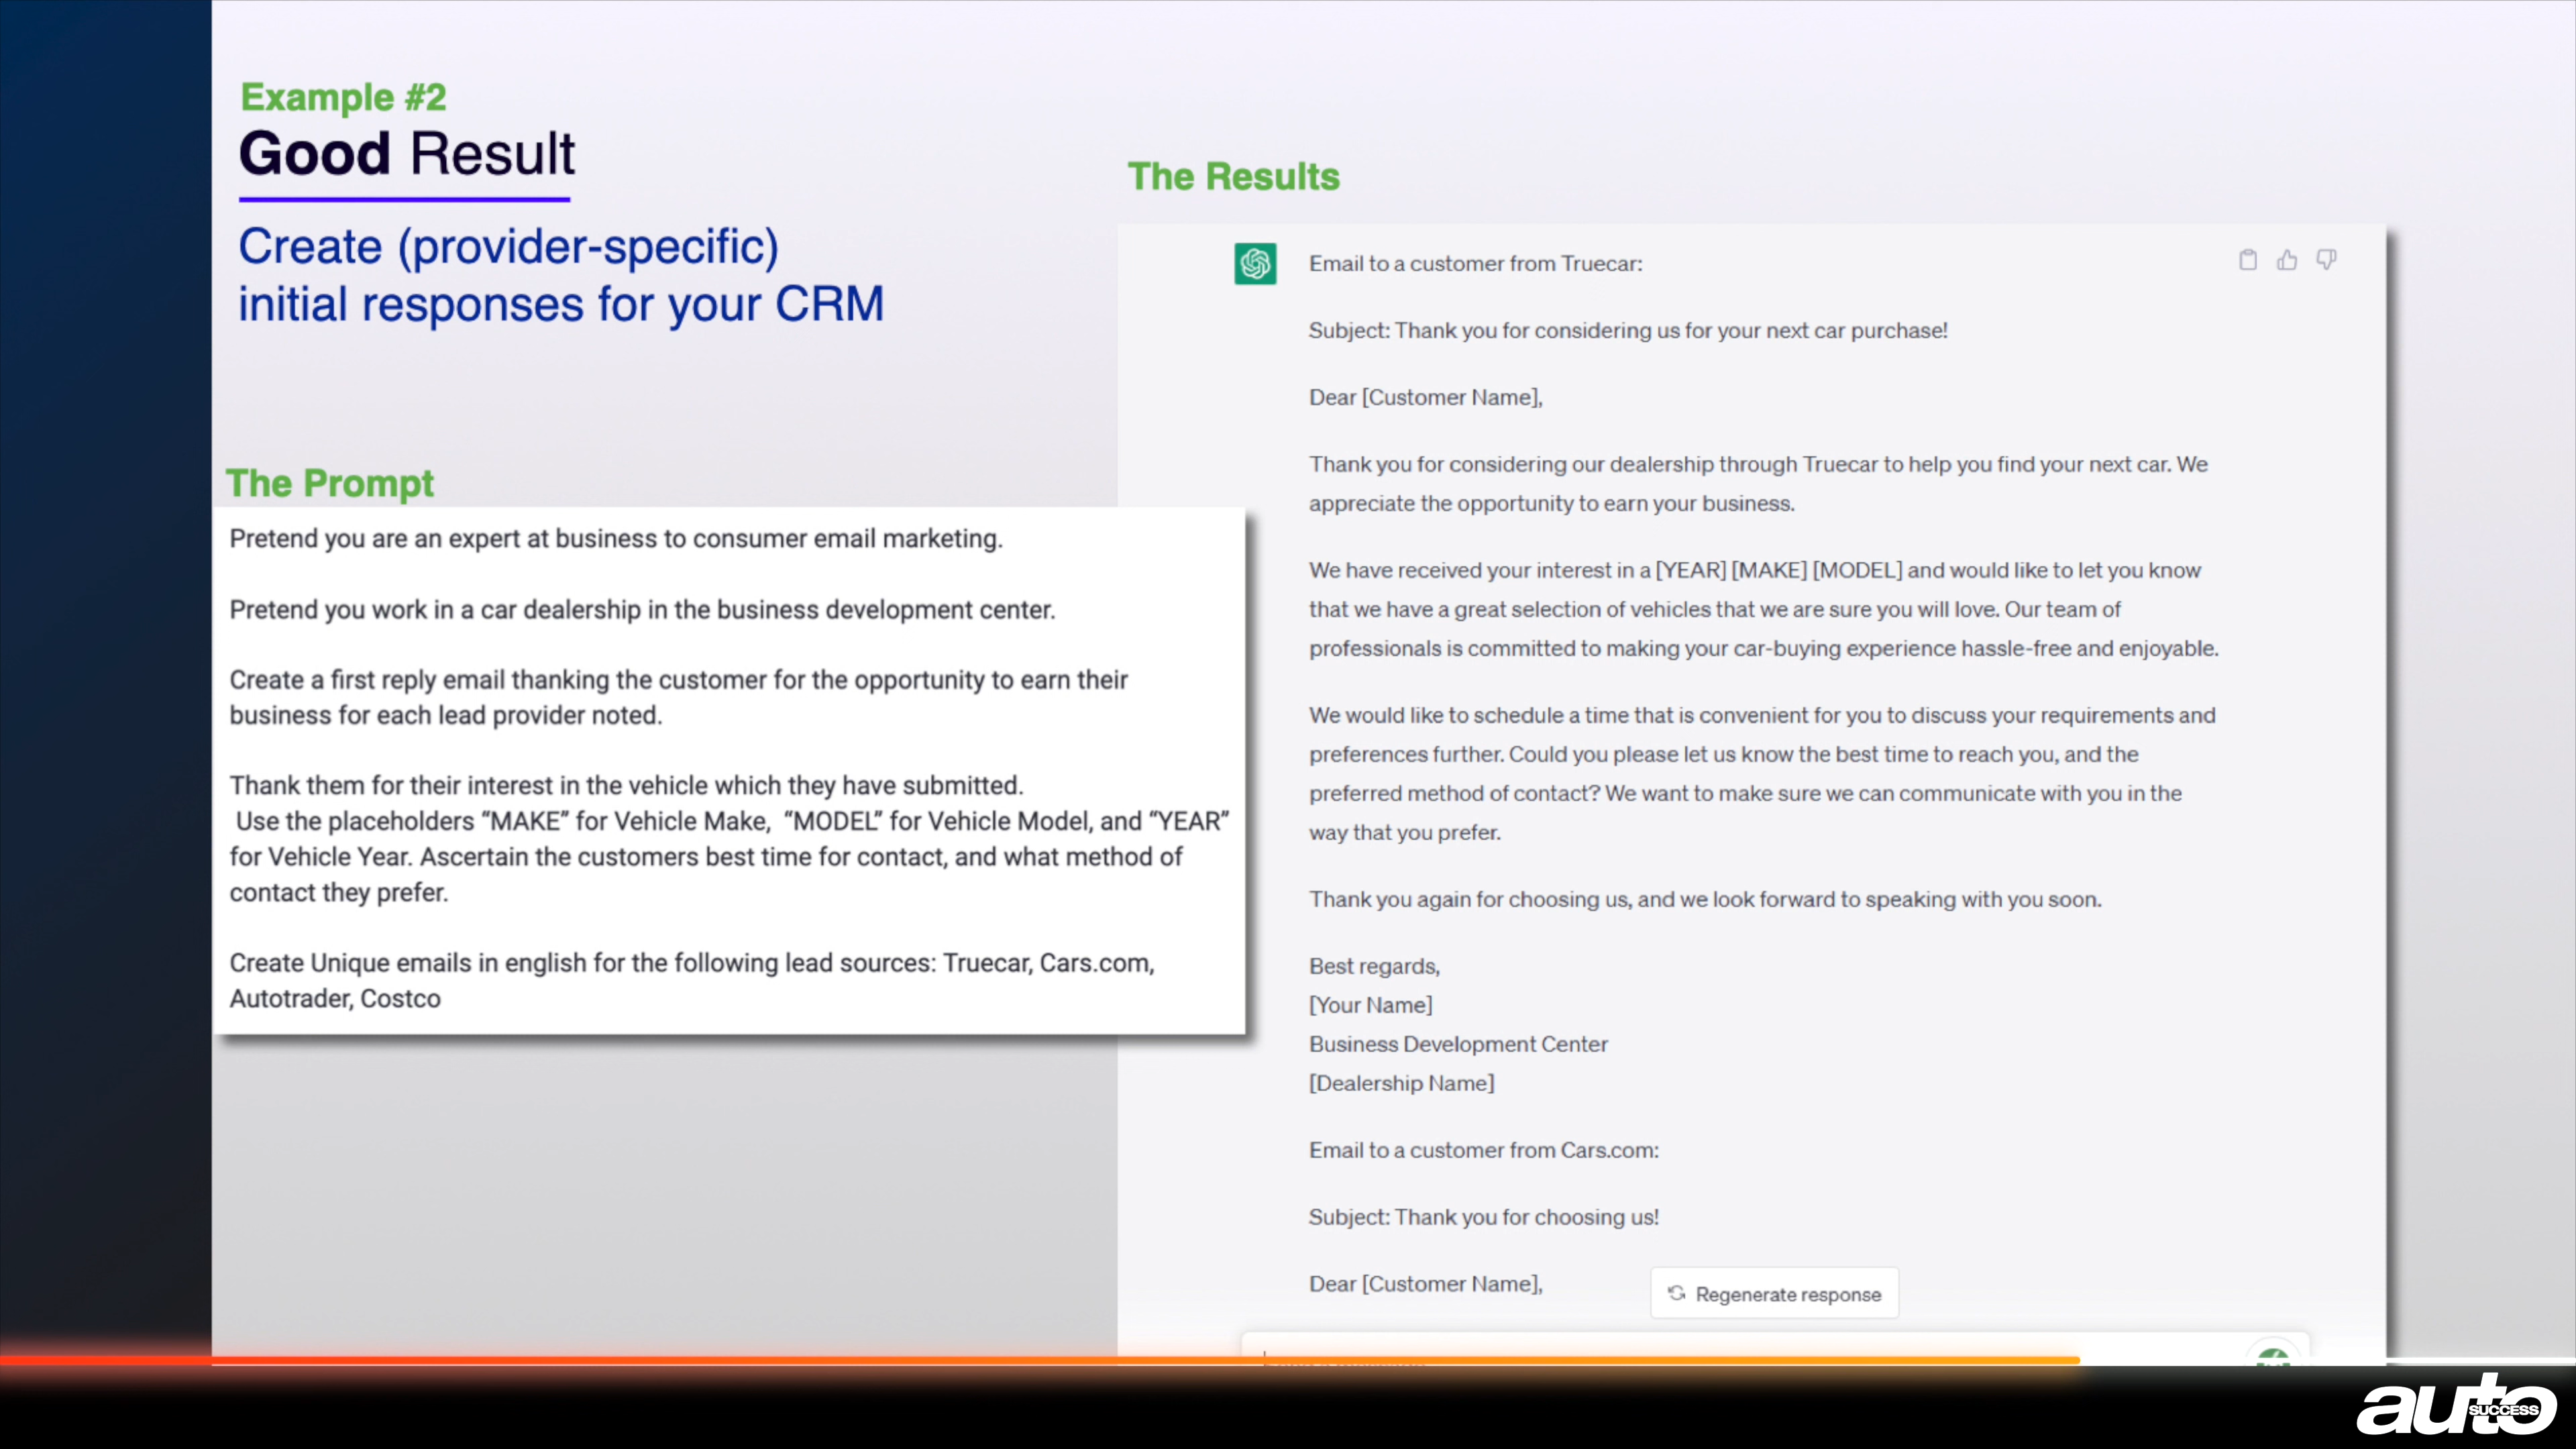 Example #2
Good Result
Create (provider-specific)
initial responses for your CRM
The Prompt
Pretend you are an expert at business to consumer email marketing.
Pretend you work in a car dealership in the business development center.
Create a first reply email thanking the customer for the opportunity to earn their
business for each lead provider noted.
Thank them for their interest in the vehicle which they have submitted.
Use the placeholders “MAKE” for Vehicle Make, “MODEL” for Vehicle Model, and “YEAR”
for Vehicle Year. Ascertain the customers best time for contact, and what method of
contact they prefer.
Create Unique emails in english for the following lead sources: Truecar, Cars.com,
Autotrader, Costco
The Results
Email to a customer from Truecar:
Subject: Thank you for considering us for your next car purchase!
Dear [Customer Name],
Thank you for considering our dealership through Truecar to help you find your next car. We
appreciate the opportunity to earn your business.
We have received your interest in a [YEAR] [MAKE] [MODEL] and would like to let you know
that we have a great selection of vehicles that we are sure you will love. Our team of
professionals is committed to making your car-buying experience hassle-free and enjoyable.
We would like to schedule a time that is convenient for you to discuss your requirements and
preferences further. Could you please let us know the best time to reach you, and the
preferred method of contact? We want to make sure we can communicate with you in the
way that you prefer.
Thank you again for choosing us, and we look forward to speaking with you soon.
Best regards,
[Your Name]
Business Development Center
[Dealership Name]
Email to a customer from Cars.com:
Subject: Thank you for choosing us!
Dear [Customer Name],
Regenerate response
auto
SUCCESS